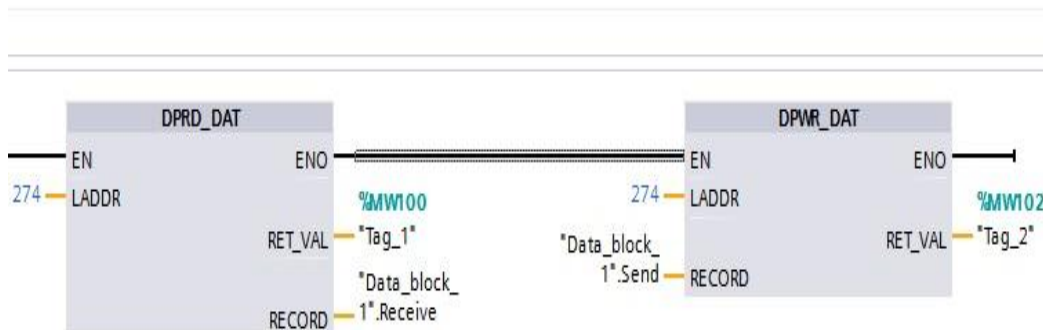 DPRD_DAT
EN
ENO
274
LADDR
%MW100
RET_VAL
"Tag_1"
"Data_block_
1".Receive
RECORD
DPWR_DAT
EN
ENO
274
LADDR
%MW102
RET_VAL
"Tag_2"
"Data_block_
1".Send
RECORD